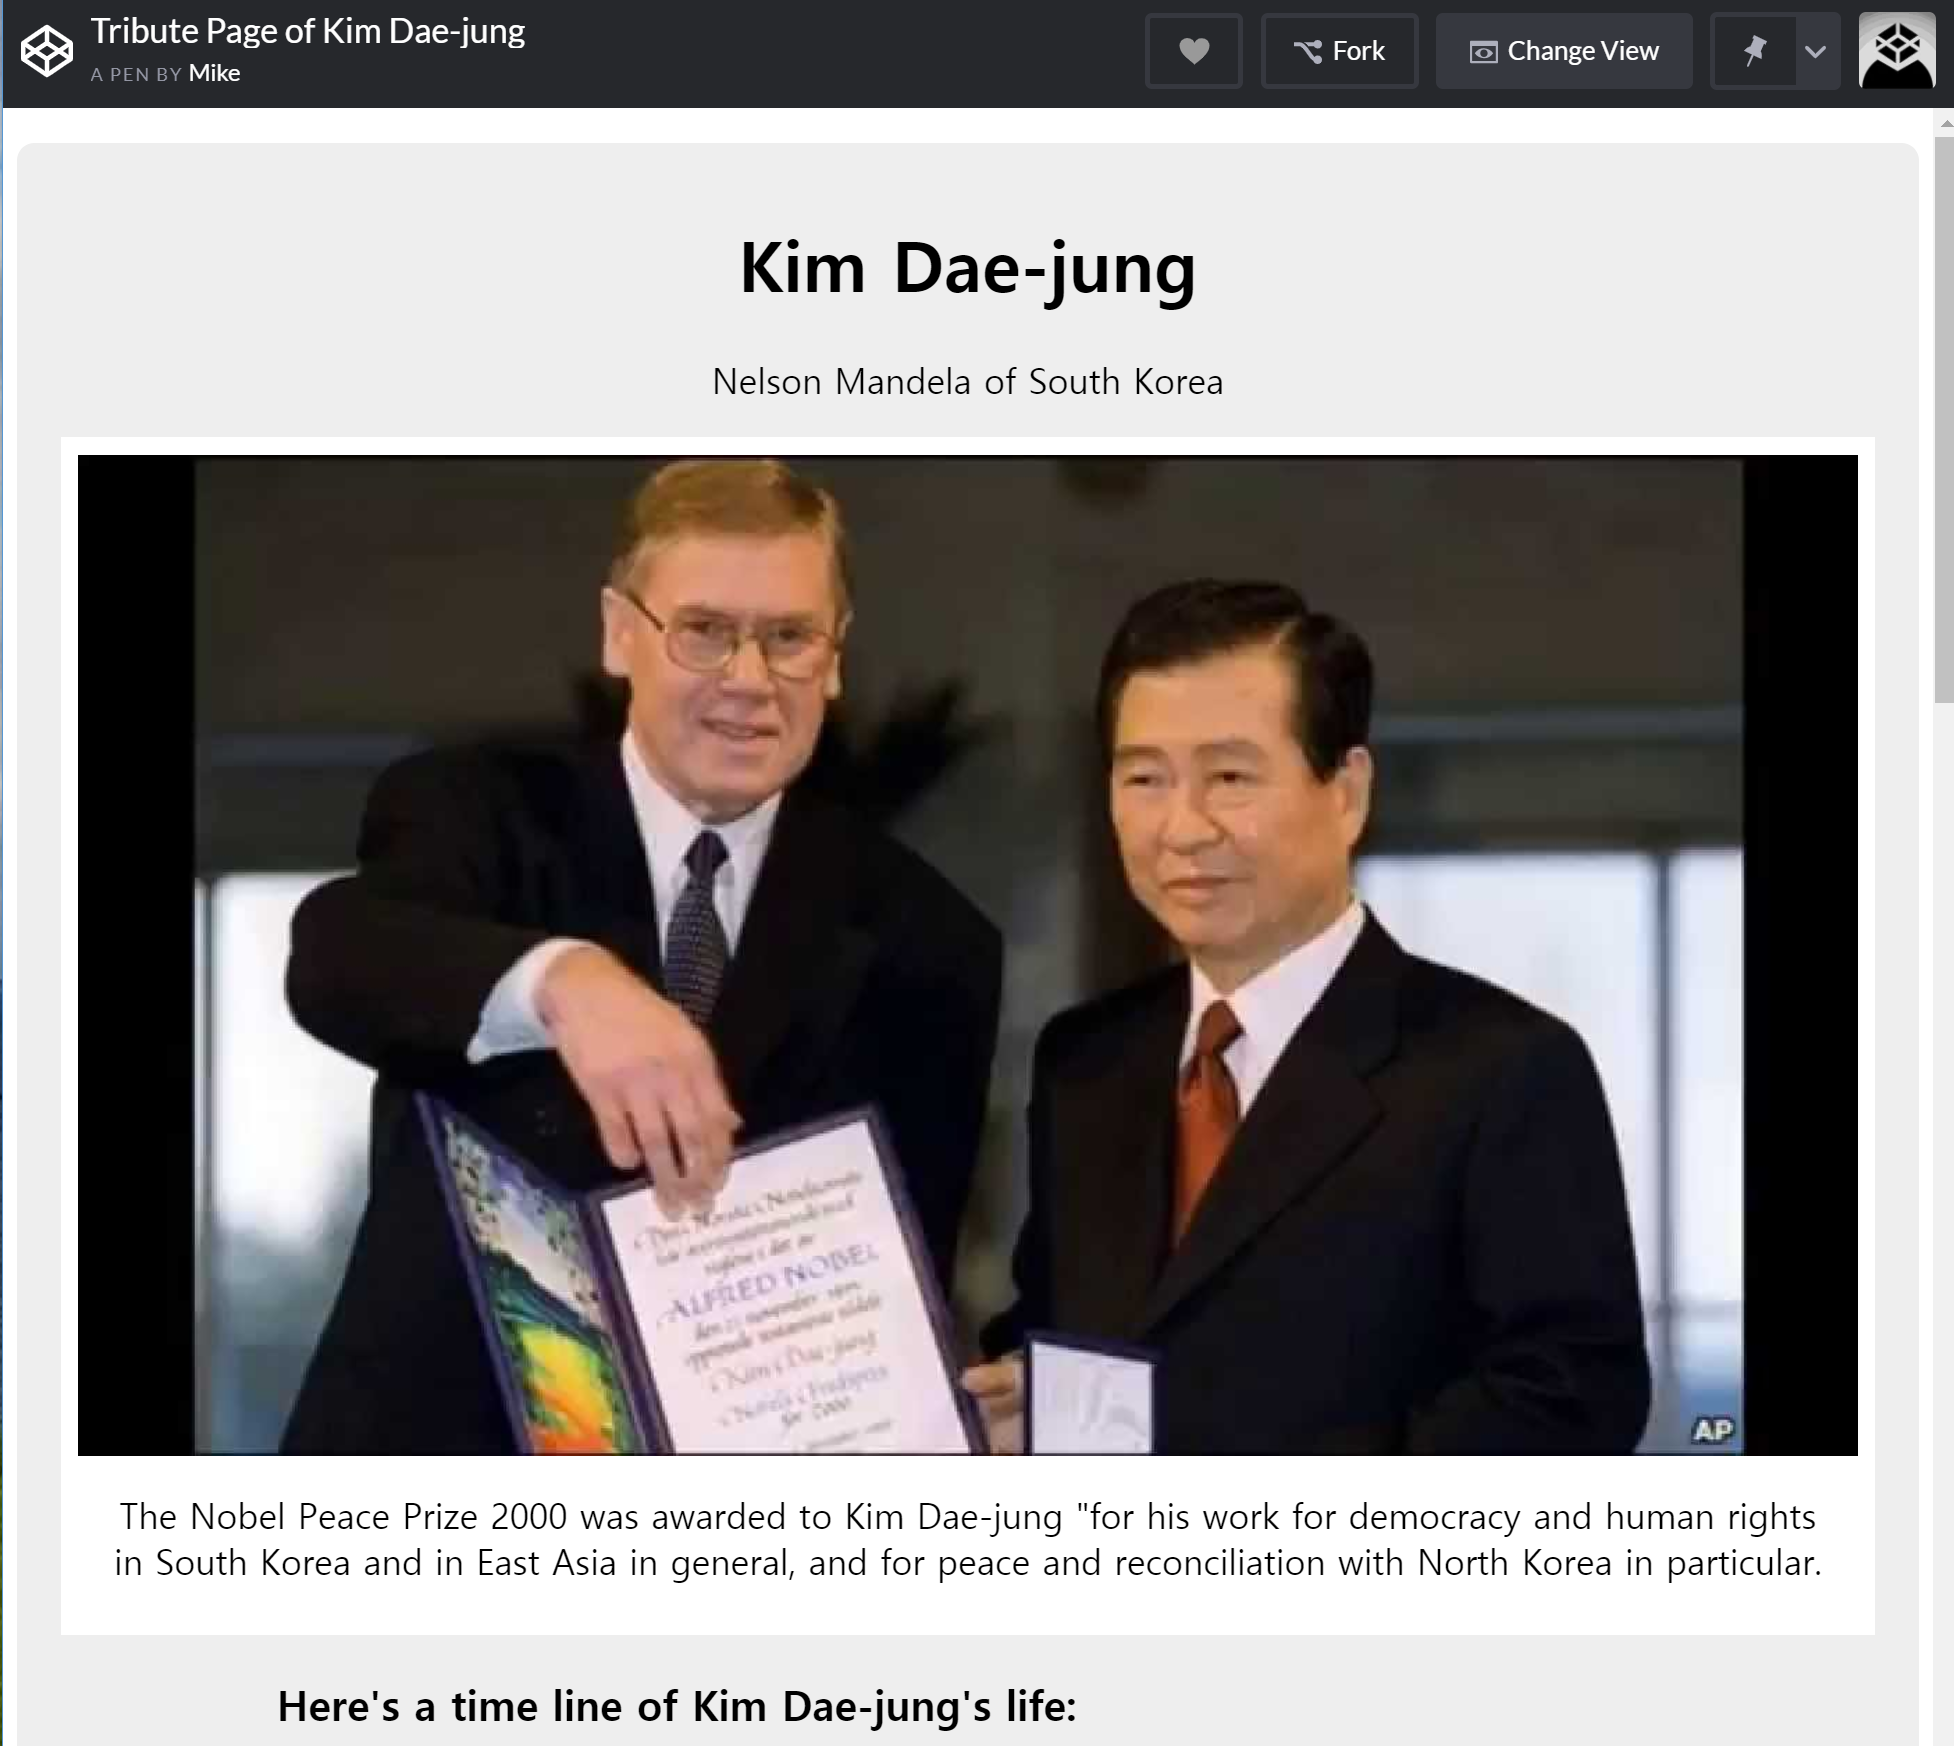 Tribute Page of Kim Dae-jung
A PEN BY Mike
Fork
Change View
Kim Dae-jung
Nelson Mandela of South Korea
ALFRED NOBEL
Kim Dae-jung
for 2000
AP
The Nobel Peace Prize 2000 was awarded to Kim Dae-jung "for his work for democracy and human rights
in South Korea and in East Asia in general, and for peace and reconciliation with North Korea in particular.
Here's a time line of Kim Dae-jung's life: